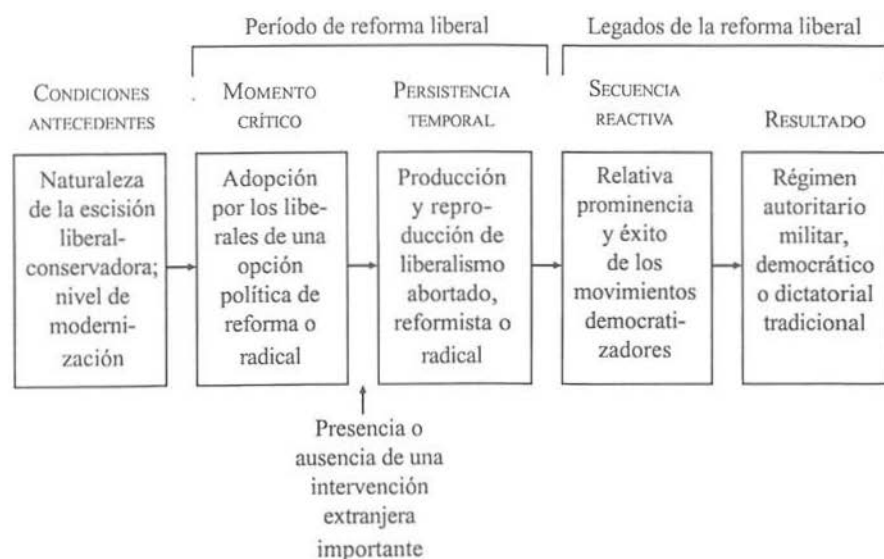 Período de reforma liberal
Legados de la reforma liberal
CONDICIONES
ANTECEDENTES
MOMENTO
CRÍTICO
PERSISTENCIA
TEMPORAL
SECUENCIA
REACTIVA
RESULTADO
Naturaleza
de la escisión
liberal-
conservadora;
nivel de
moderni-
zación
Adopción
por los libe-
rales de una
opción
política de
reforma o
radical
Producción
y repro-
ducción de
liberalismo
abortado,
reformista o
radical
Relativa
prominencia
y éxito
de los
movimientos
democrati-
zadores
Régimen
autoritario
militar,
democrático
o dictatorial
tradicional
Presencia o
ausencia de una
intervención
extranjera
importante